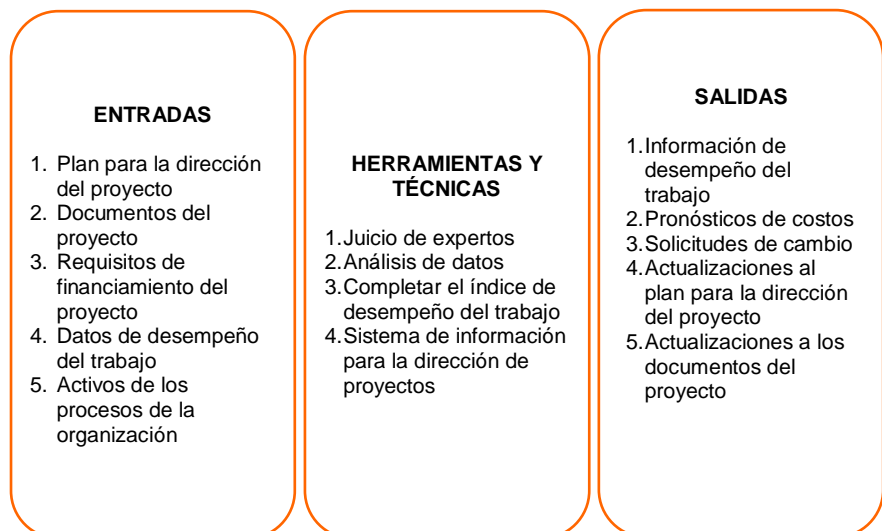 ENTRADAS
1. Plan para la dirección
del proyecto
2. Documentos del
proyecto
3. Requisitos de
financiamiento del
proyecto
4. Datos de desempeño
del trabajo
5. Activos de los
procesos de la
organización
HERRAMIENTAS Y
TÉCNICAS
1.Juicio de expertos
2.Análisis de datos
3.Completar el índice de
desempeño del trabajo
4.Sistema de información
para la dirección de
proyectos
SALIDAS
1.Información de
desempeño del
trabajo
2.Pronósticos de costos
3.Solicitudes de cambio
4.Actualizaciones al
plan para la dirección
del proyecto
5.Actualizaciones a los
documentos del
proyecto